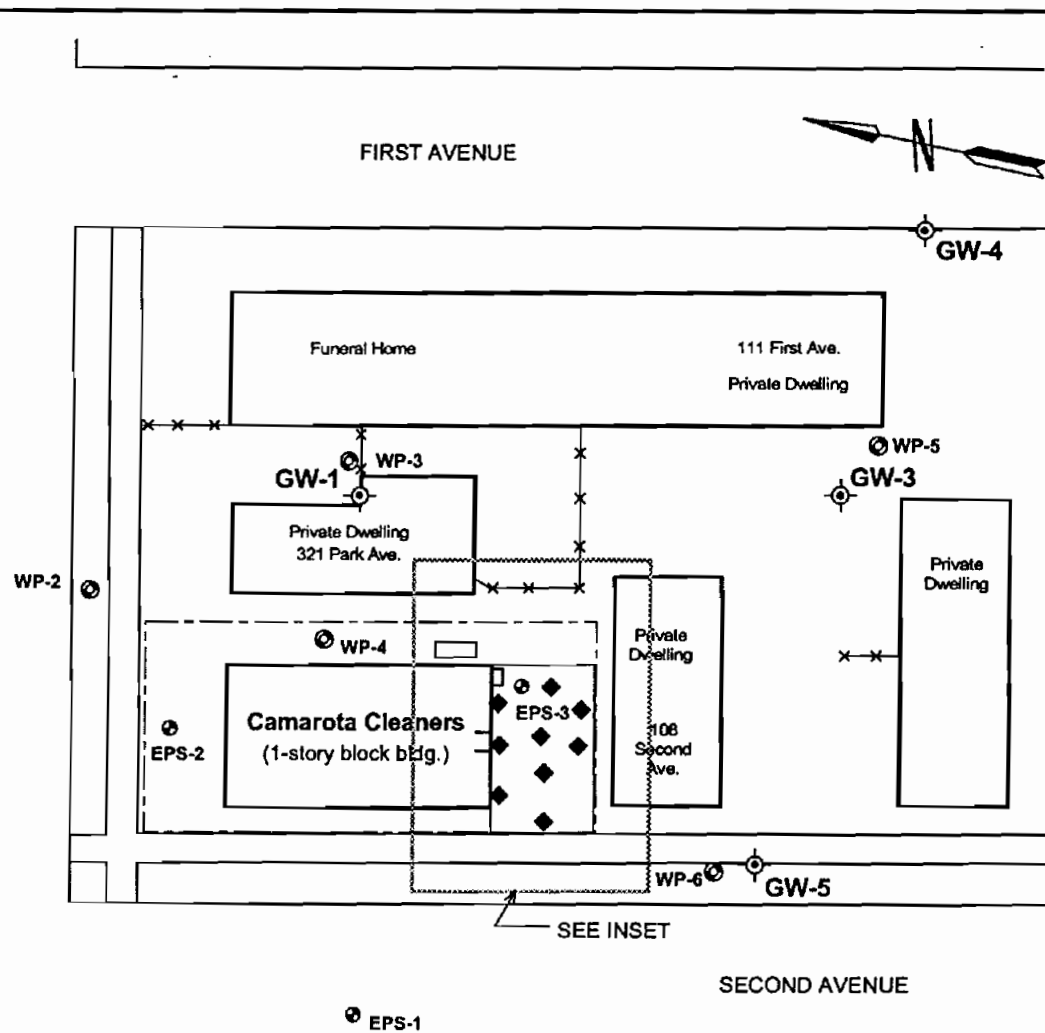 FIRST AVENUE
N
GW-4
Funeral Home
111 First Ave.
Private Dwelling
WP-3
WP-5
GW-1
GW-3
Private Dwelling
321 Park Ave.
Private
Dwelling
WP-2
WP-4
Private
Dwelling
EPS-3
Camarota Cleaners
(1-story block bldg.)
EPS-2
108
Second
Ave.
WP-6
GW-5
SEE INSET
SECOND AVENUE
EPS-1